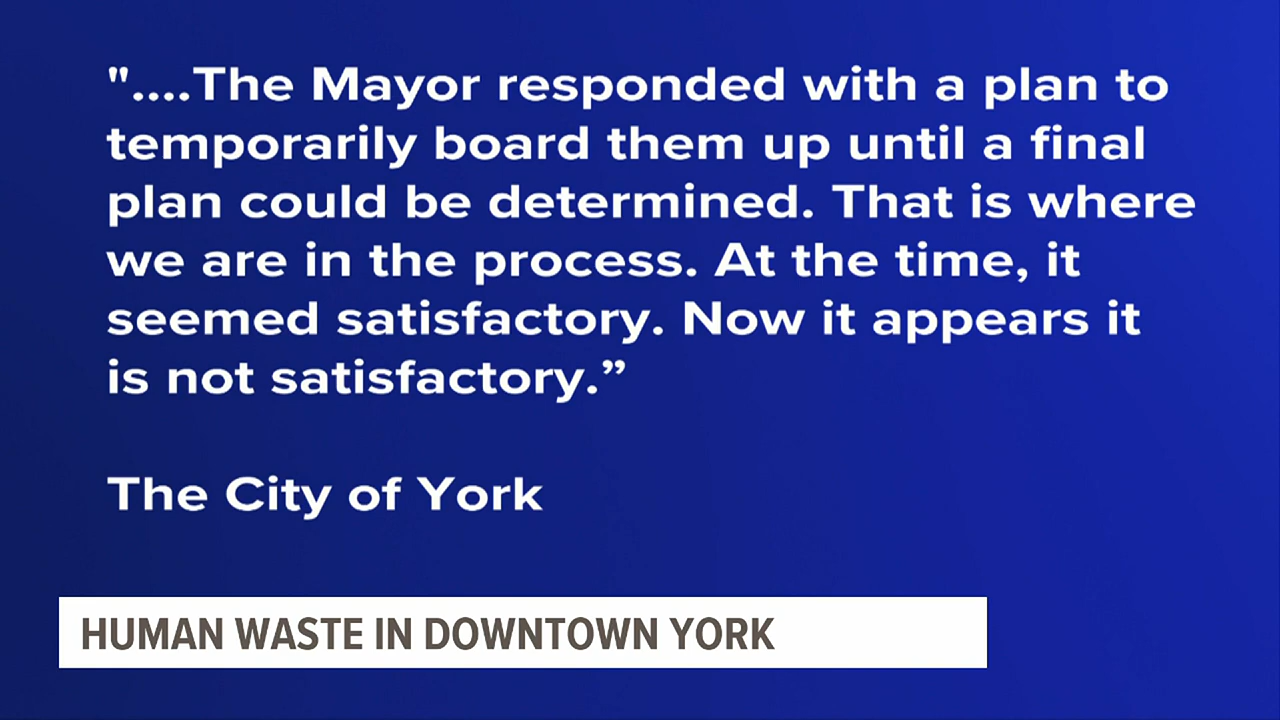 "....The Mayor responded with a plan to
temporarily board them up until a final
plan could be determined. That is where
we are in the process. At the time, it
seemed satisfactory. Now it appears it
is not satisfactory.”
The City of York
HUMAN WASTE IN DOWNTOWN YORK